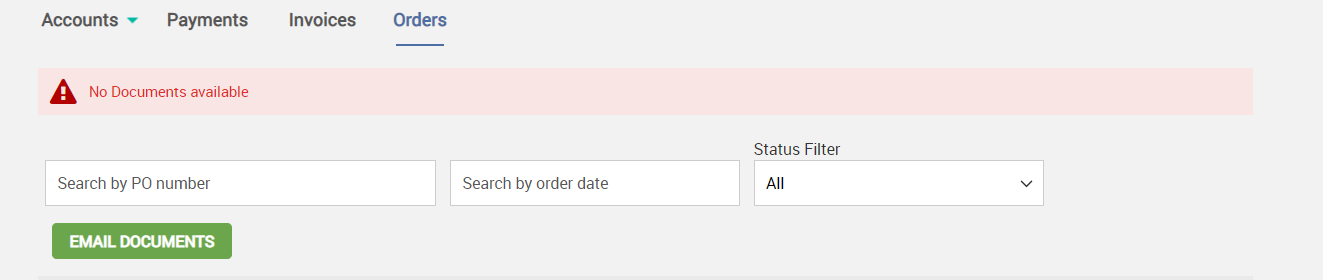 Accounts Payments Invoices Orders
No Documents available
Status Filter
Search by PO number Search by order date All
EMAIL DOCUMENTS